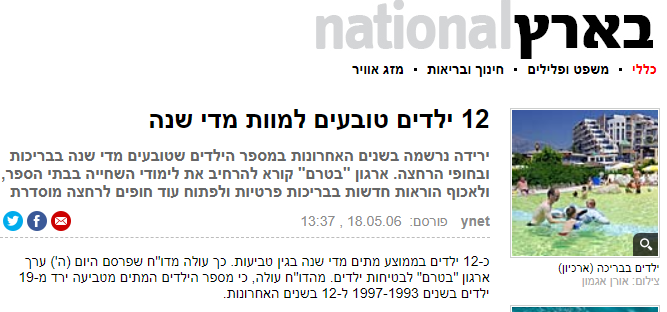 בארץ national
כללי ▪ משפט ופלילים ▪ חינוך ובריאות ▪ מזג אוויר
12 ילדים טובעים למוות מדי שנה
ירידה נרשמה בשנים האחרונות במספר הילדים שטובעים מדי שנה בבריכות
ובחופי הרחצה. ארגון "בטרם" קורא להרחיב את לימודי השחייה בבתי הספר,
ולאכוף הוראות חדשות בבריכות פרטיות ולפתוח עוד חופים לרחצה מוסדרת
ynet פורסם: 18.05.06 , 13:37
כ-12 ילדים בממוצע מתים מדי שנה בגין טביעות. כך עולה מדו"ח שפרסם היום (ה') ערך
ארגון "בטרם" לבטיחות ילדים. מהדו"ח עולה, כי מספר הילדים המתים מטביעה ירד מ-19
ילדים בשנים 1997-1993 ל-12 בשנים האחרונות.
ילדים בבריכה (ארכיון)
צילום: אורן אגמון